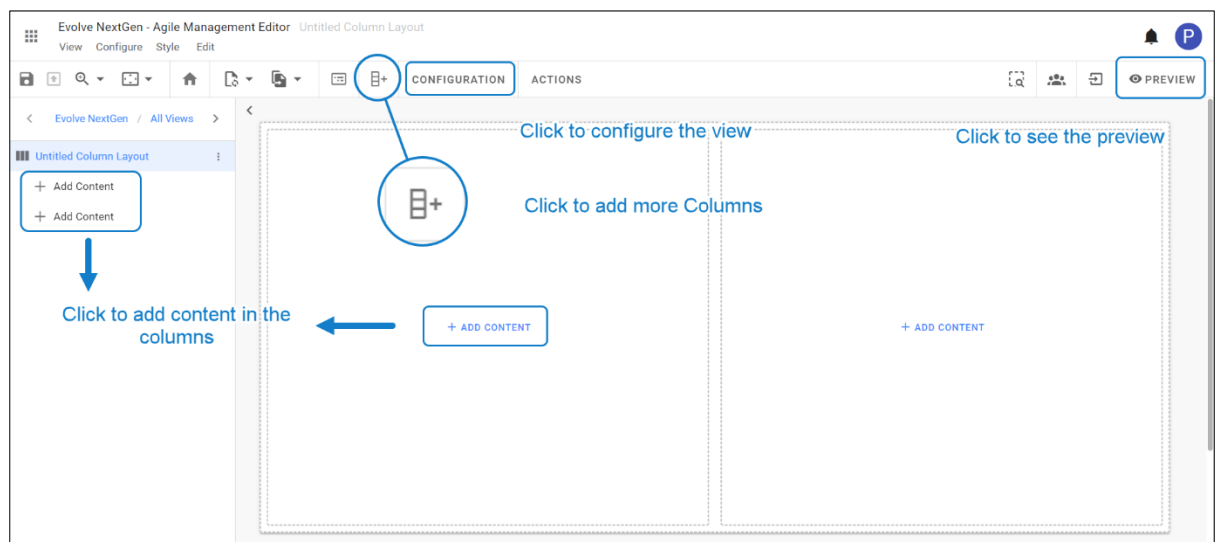 Evolve NextGen - Agile Management Editor Untitled Column Layout
View Configure Style Edit
P
CONFIGURATION ACTIONS PREVIEW
Evolve NextGen / All Views
Untitled Column Layout
Add Content
Add Content
Click to configure the view
Click to see the preview
Click to add more Columns
Click to add content in the
columns
+ ADD CONTENT
+ ADD CONTENT